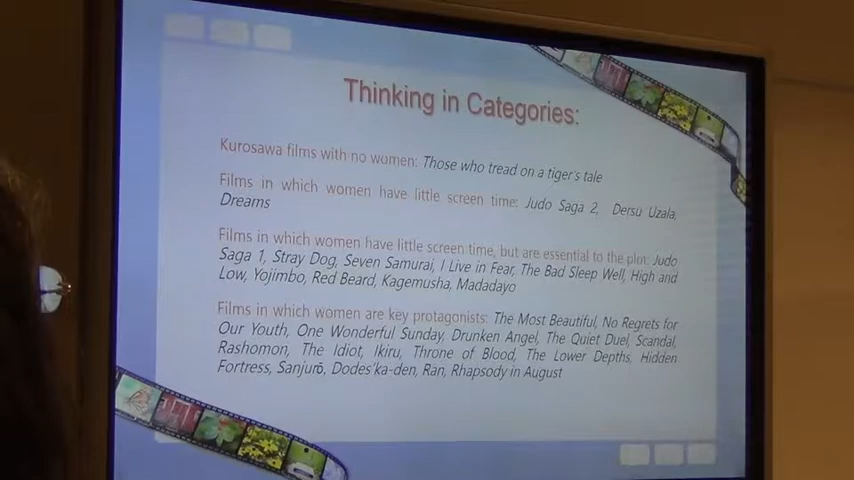 Thinking in Categories:
Kurosawa films with no women: Those who tread on a tiger's tale
Films in which women have little screen time: Judo Saga 2, Dersu Uzala,
Dreams
Films in which women have little screen time, but are essential to the plot: Judo
Saga 1, Stray Dog, Seven Samurai, I Live in Fear, The Bad Sleep Well, High and
Low, Yojimbo, Red Beard, Kagemusha, Madadayo
Films in which women are key protagonists: The Most Beautiful, No Regrets for
Our Youth, One Wonderful Sunday, Drunken Angel, The Quiet Duel, Scandal,
Rashomon, The Idiot, Ikiru, Throne of Blood, The Lower Depths, Hidden
Fortress, Sanjurō, Dodes'ka-den, Ran, Rhapsody in August